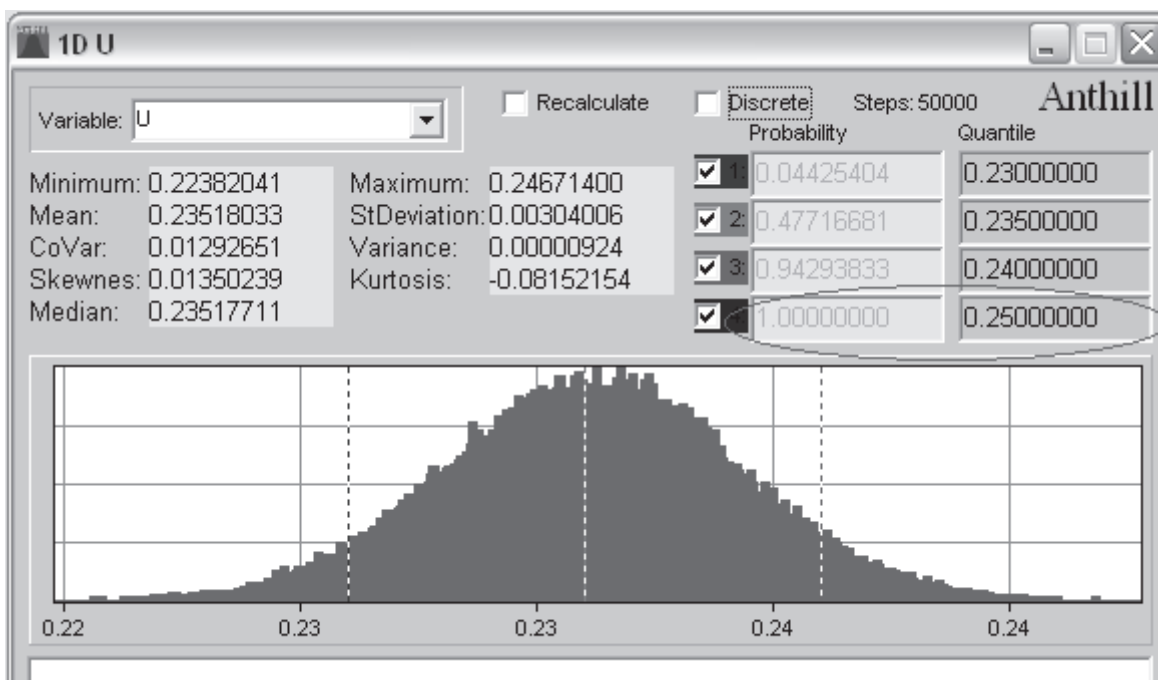 1D U
Variable: U
Recalculate
Discrete
Steps: 50000
Anthill
Probability
Quantile
Minimum: 0.22382041
Maximum: 0.24671400
1: 0.04425404 0.23000000
Mean: 0.23518033
StDeviation: 0.00304006
2: 0.47716681 0.23500000
CoVar: 0.01292651
Variance: 0.00000924
3: 0.94293833 0.24000000
Skewnes: 0.01350239
Kurtosis: -0.08152154
Median: 0.23517711
1.00000000 0.25000000
0.22 0.23 0.23 0.24 0.24